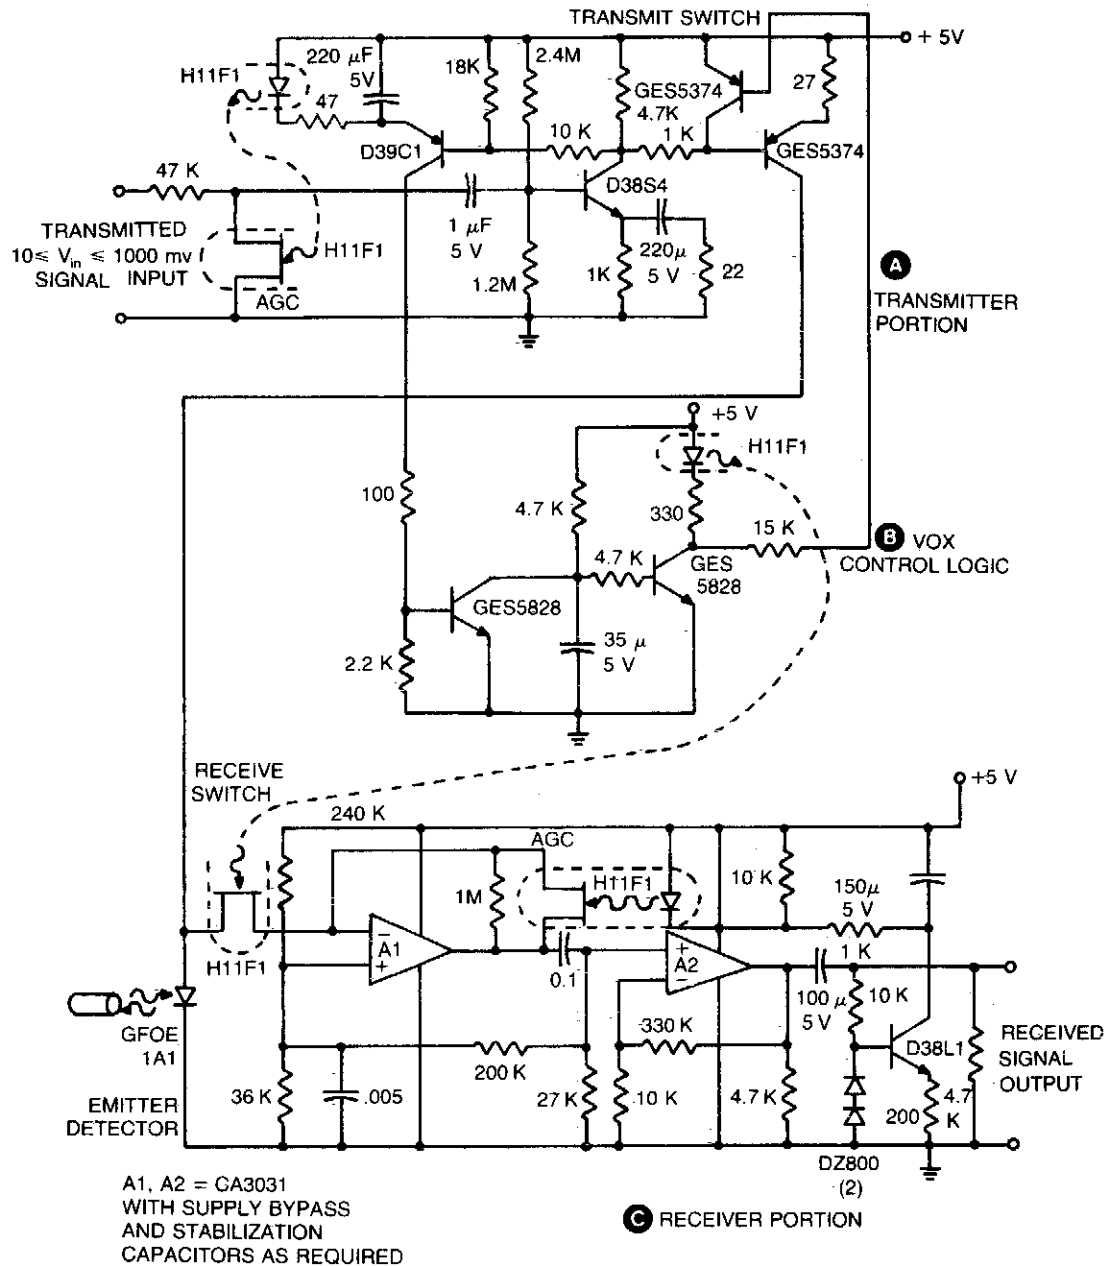 TRANSMIT SWITCH
+ 5V
220 µF
5V
H11F1
47
18K
2.4M
GES5374
4.7K
27
D39C1
10 K
1 K
GES5374
47 K
D38S4
TRANSMITTED
10≤ Vin ≤ 1000 mv
SIGNAL INPUT
H11F1
AGC
1 µF
5 V
1.2M
1K
220µ
5 V
22
A
TRANSMITTER
PORTION
+5 V
H11F1
100
4.7 K
330
15 K
B VOX
CONTROL LOGIC
4.7 K
GES
5828
GES5828
2.2 K
35 µ
5 V
RECEIVE
SWITCH
240 K
+5 V
AGC
H11F1
1M
10 K
150µ
5 V
1 K
H11F1
A1
−
+
0.1
A2
+
−
100 µ
5 V
10 K
GFOE
1A1
330 K
D38L1
RECEIVED
SIGNAL
OUTPUT
200 K
36 K
.005
27 K
10 K
4.7 K
200
4.7
K
EMITTER
DETECTOR
DZ800
(2)
A1, A2 = CA3031
WITH SUPPLY BYPASS
AND STABILIZATION
CAPACITORS AS REQUIRED
C RECEIVER PORTION